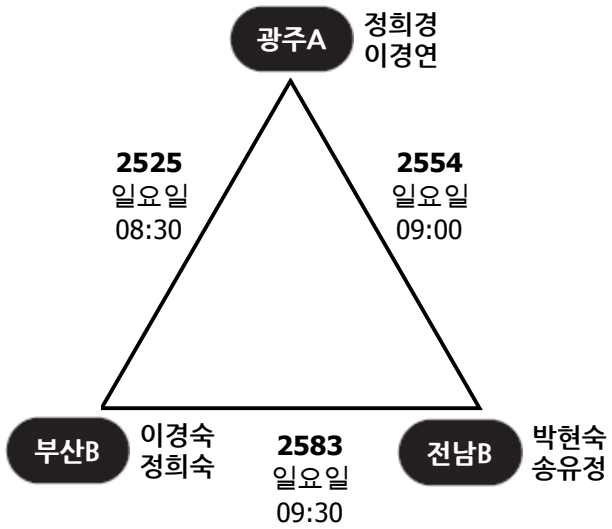 광주A
정희경
이경연
2525
일요일
08:30
2554
일요일
09:00
부산B
이경숙
정희숙
2583
일요일
09:30
전남B
박현숙
송유정